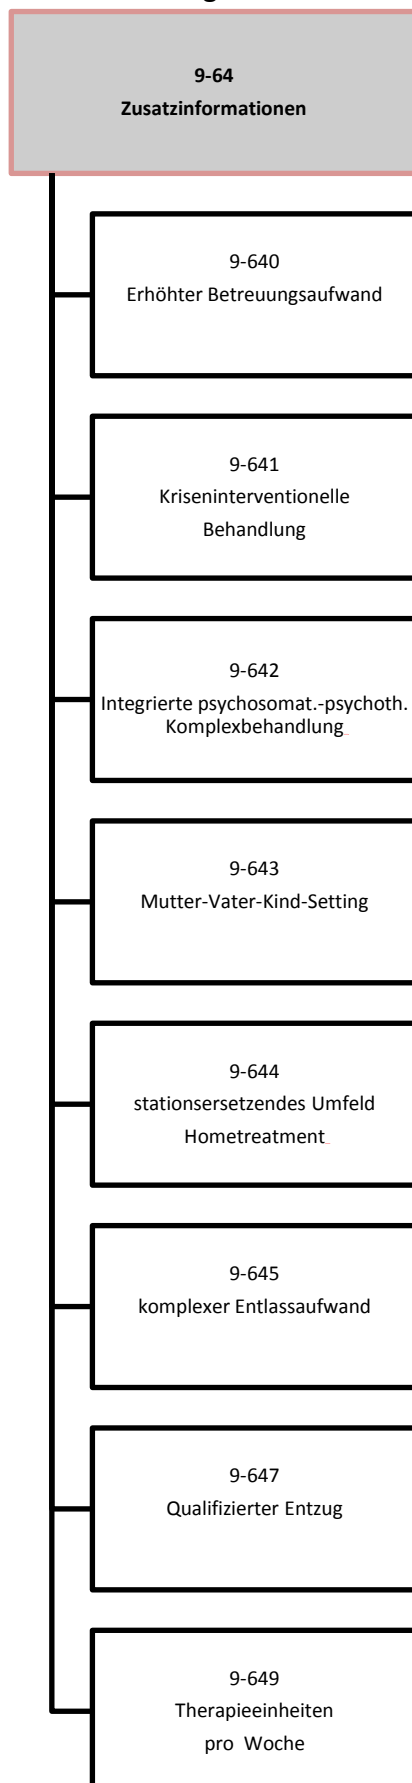 9-64
Zusatzinformationen
9-640
Erhöhter Betreuungsaufwand
9-641
Kriseninterventionelle
Behandlung
9-642
Integrierte psychosomat.-psychoth.
Komplexbehandlung
9-643
Mutter-Vater-Kind-Setting
9-644
stationsersetzendes Umfeld
Hometreatment
9-645
komplexer Entlassaufwand
9-647
Qualifizierter Entzug
9-649
Therapieeinheiten
pro Woche